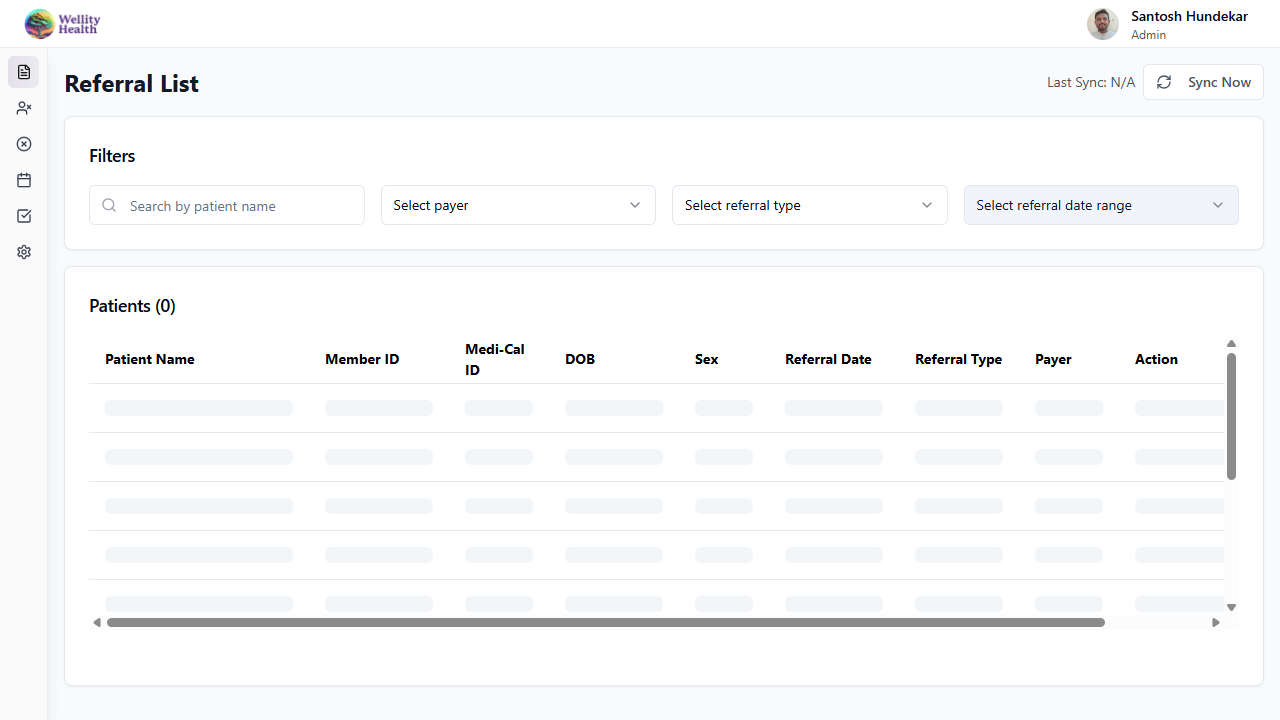 Wellity
Health
Santosh Hundekar
Admin
Referral List
Last Sync: N/A
Sync Now
Filters
Search by patient name
Select payer
Select referral type
Select referral date range
Patients (0)
Patient Name
Member ID
Medi-Cal
ID
DOB
Sex
Referral Date
Referral Type
Payer
Action